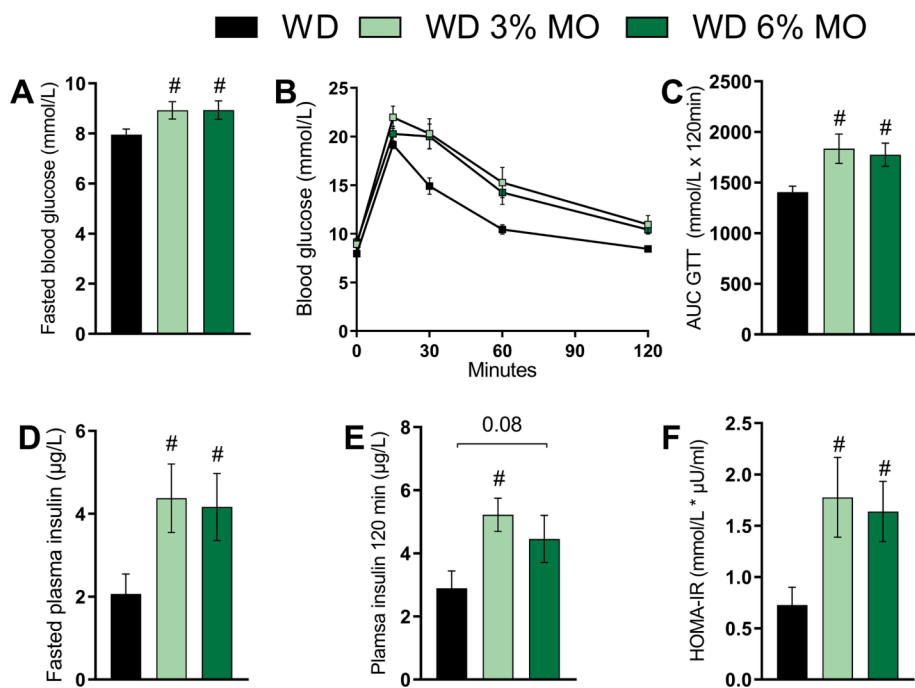 WD WD 3% MO WD 6% MO
A
Fasted blood glucose (mmol/L)
10
8
6
4
2
0
# #
B
Blood glucose (mmol/L)
25
20
15
10
5
0
0 30 60 90 120
Minutes
C
AUC GTT (mmol/L x 120min)
2500
2000
1500
1000
500
0
# #
D
Fasted plasma insulin (µg/L)
6
4
2
0
# #
E
Plamsa insulin 120 min (µg/L)
8
6
4
2
0
0.08
#
F
HOMA-IR (mmol/L * µU/ml)
2.5
2.0
1.5
1.0
0.5
0.0
# #